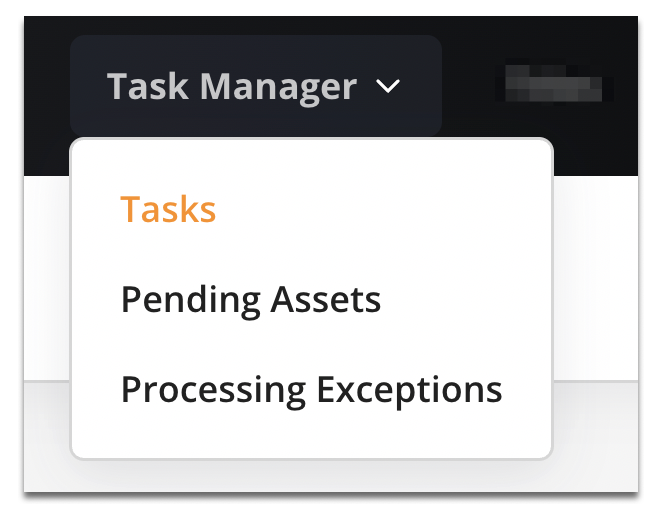 Task Manager
Tasks
Pending Assets
Processing Exceptions